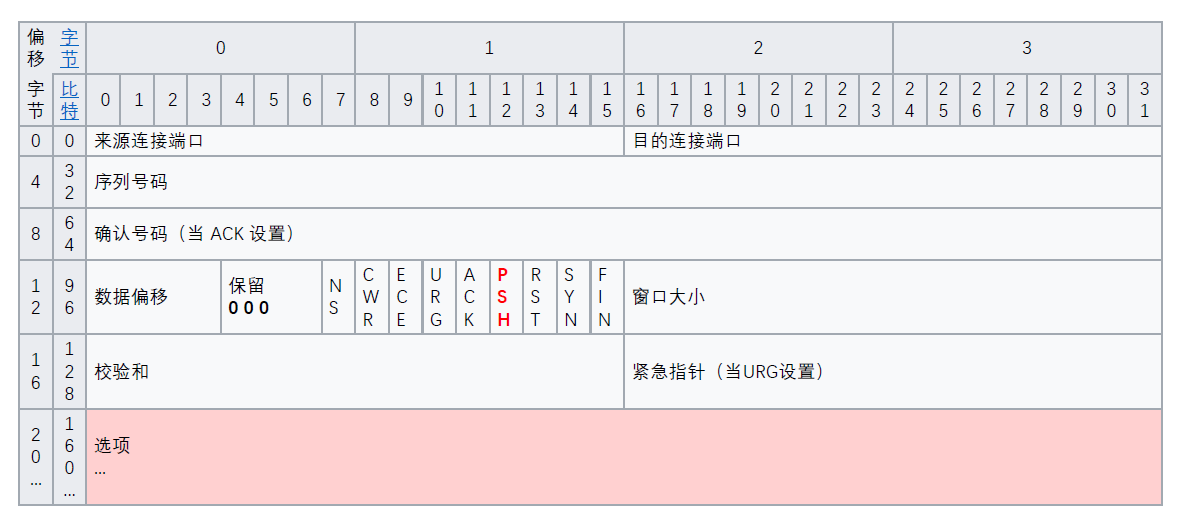 偏移 字节 0 1 2 3
字节 比特 0 1 2 3 4 5 6 7 8 9 10 11 12 13 14 15 16 17 18 19 20 21 22 23 24 25 26 27 28 29 30 31
0 0 来源连接端口 目的连接端口
4 32 序列号码
8 64 确认号码（当 ACK 设置）
12 96 数据偏移 保留 0 0 0 NS CWR ECE URG ACK PSH RST SYN FIN 窗口大小
16 128 校验和 紧急指针（当URG设置）
20... 160... 选项
...